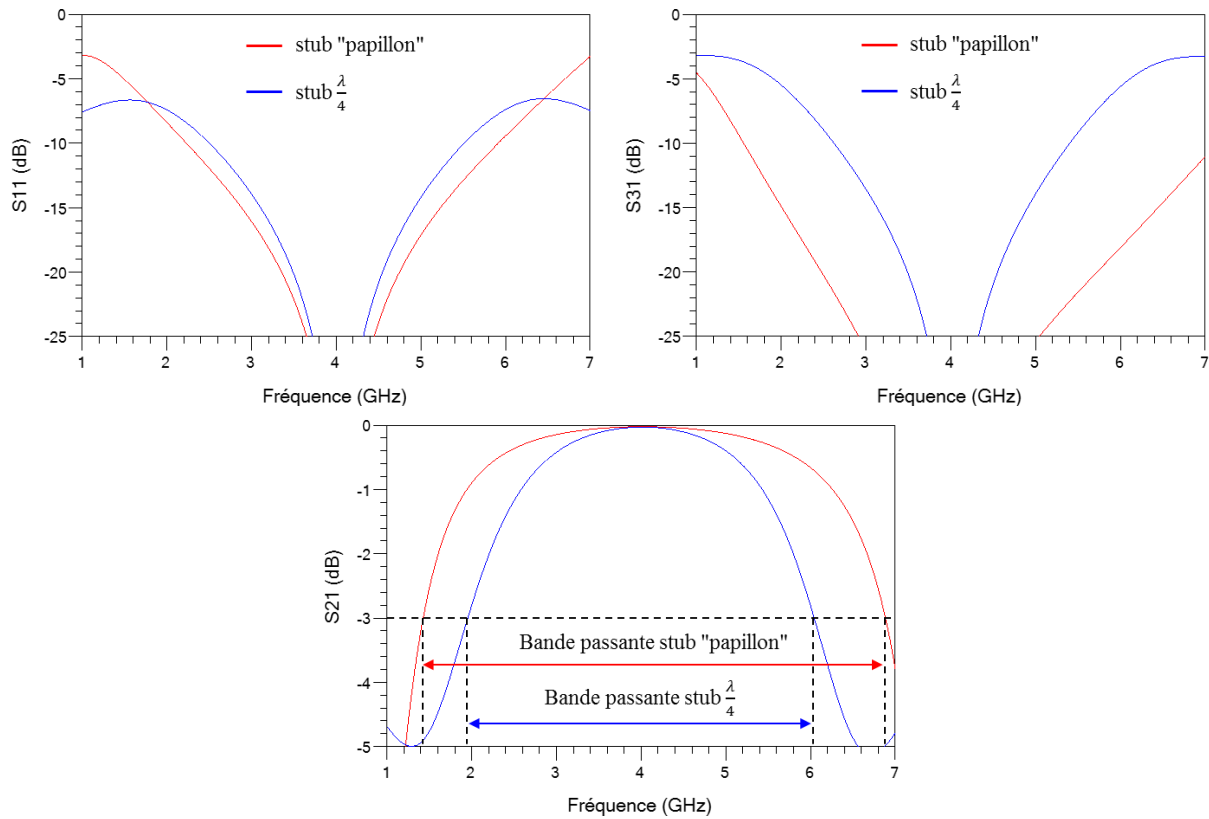 0
-5
-10
-15
-20
-25
S11 (dB)
stub "papillon"
stub λ/4
1 2 3 4 5 6 7
Fréquence (GHz)
0
-5
-10
-15
-20
-25
S31 (dB)
stub "papillon"
stub λ/4
1 2 3 4 5 6 7
Fréquence (GHz)
0
-1
-2
-3
-4
-5
S21 (dB)
Bande passante stub "papillon"
Bande passante stub λ/4
1 2 3 4 5 6 7
Fréquence (GHz)